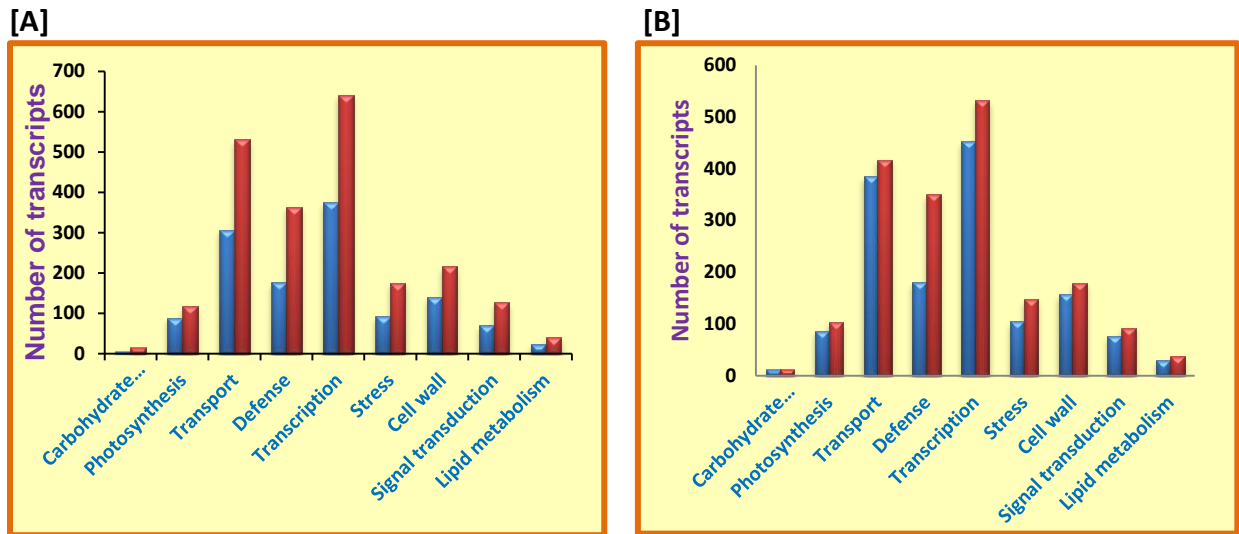 [A]
Number of transcripts
700
600
500
400
300
200
100
0
Carbohydrate...
Photosynthesis
Transport
Defense
Transcription
Stress
Cell wall
Signal transduction
Lipid metabolism
[B]
Number of transcripts
600
500
400
300
200
100
0
Carbohydrate...
Photosynthesis
Transport
Defense
Transcription
Stress
Cell wall
Signal transduction
Lipid metabolism